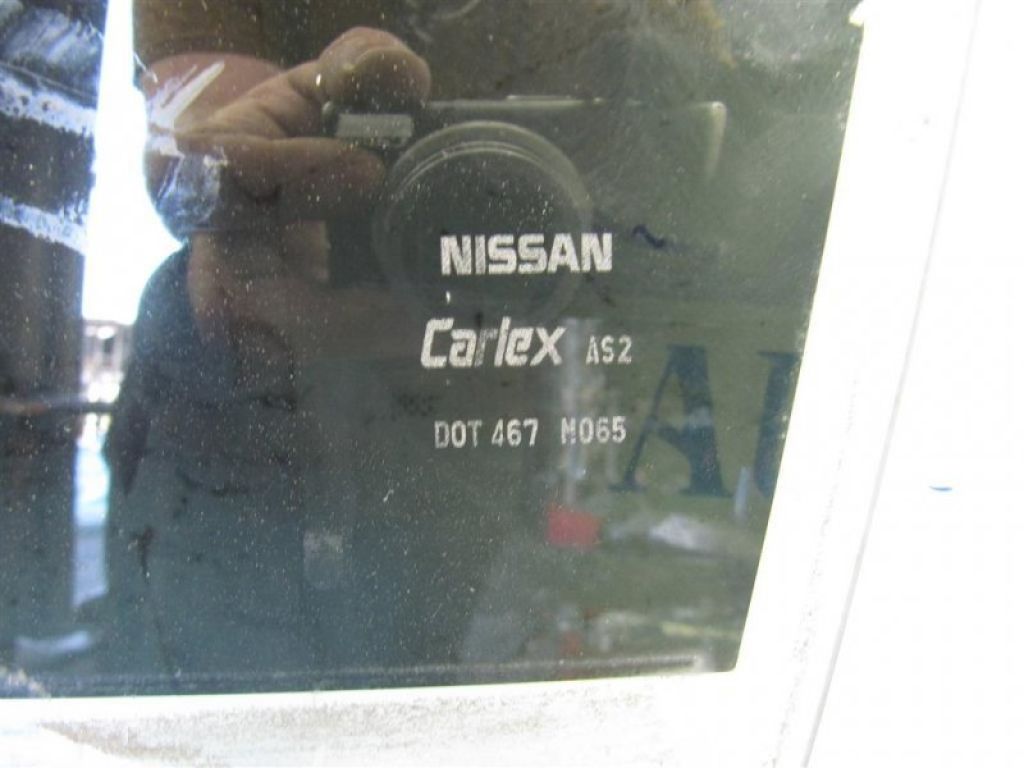 NISSAN
Carlex AS2
DOT 467 M065
A